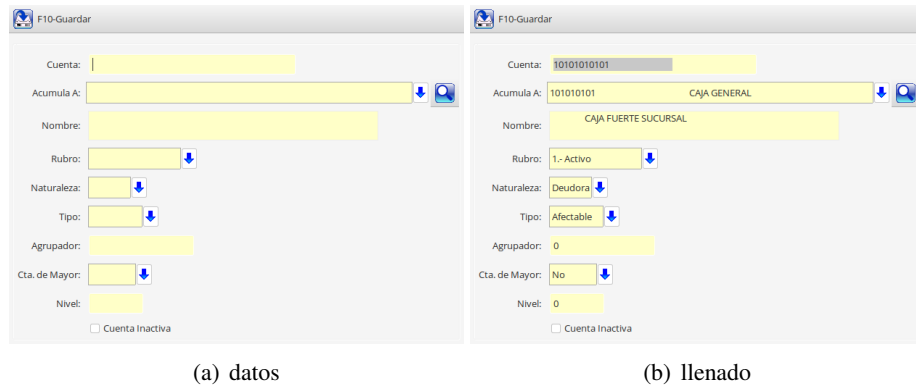 F10-Guardar
Cuenta:
Acumula A:
Nombre:
Rubro:
Naturaleza:
Tipo:
Agrupador:
Cta. de Mayor:
Nivel:
Cuenta Inactiva
(a) datos
F10-Guardar
Cuenta: 10101010101
Acumula A: 101010101 CAJA GENERAL
Nombre: CAJA FUERTE SUCURSAL
Rubro: 1.- Activo
Naturaleza: Deudora
Tipo: Afectable
Agrupador: 0
Cta. de Mayor: No
Nivel: 0
Cuenta Inactiva
(b) llenado